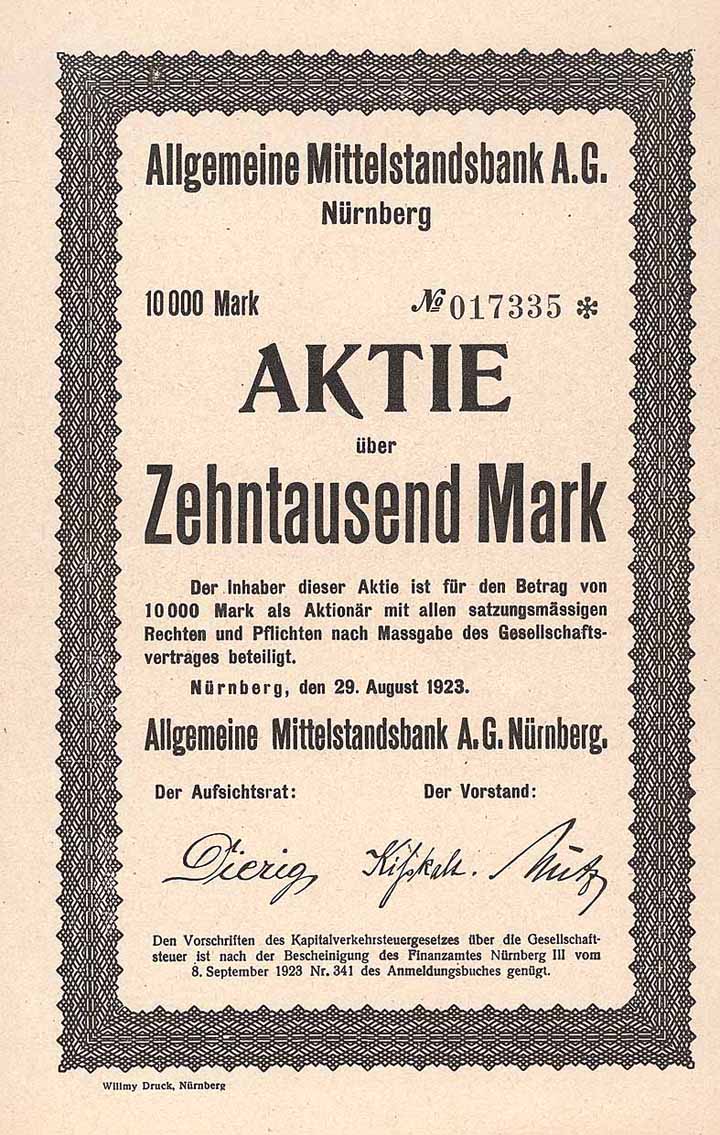 Allgemeine Mittelstandsbank A.G.
Nürnberg
10 000 Mark № 017335 *
AKTIE
über
Zehntausend Mark
Der Inhaber dieser Aktie ist für den Betrag von
10 000 Mark als Aktionär mit allen satzungsmässigen
Rechten und Pflichten nach Massgabe des Gesellschafts-
vertrages beteiligt.
Nürnberg, den 29. August 1923.
Allgemeine Mittelstandsbank A.G. Nürnberg.
Der Aufsichtsrat: Der Vorstand:
Dierig Kißkalt. Nutz
Den Vorschriften des Kapitalverkehrsteuergesetzes über die Gesellschaft-
steuer ist nach der Bescheinigung des Finanzamtes Nürnberg III vom
8. September 1923 Nr. 341 des Anmeldungsbuches genügt.
Willmy Druck, Nürnberg